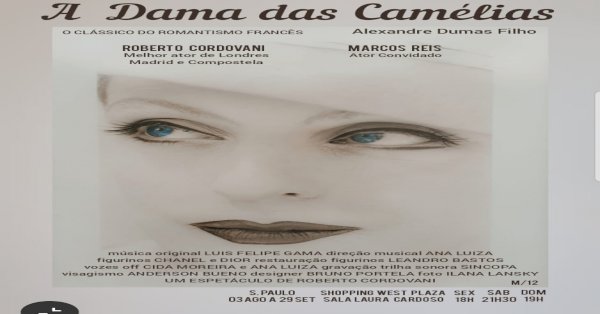 A Dama das Camélias
O CLÁSSICO DO ROMANTISMO FRANCÊS
Alexandre Dumas Filho
ROBERTO CORDOVANI
Melhor ator de Londres
Madrid e Compostela
MARCOS REIS
Ator Convidado
música original LUIS FELIPE GAMA direção musical ANA LUIZA
figurinos CHANEL e DIOR restauração figurinos LEANDRO BASTOS
vozes off CIDA MOREIRA e ANA LUIZA gravação trilha sonora SINCOPA
visagismo ANDERSON BUENO designer BRUNO PORTELA foto ILANA LANSKY
UM ESPETÁCULO DE ROBERTO CORDOVANI
M/12
S. PAULO SHOPPING WEST PLAZA SEX SAB DOM
03 AGO A 29 SET SALA LAURA CARDOSO 18H 21H30 19H